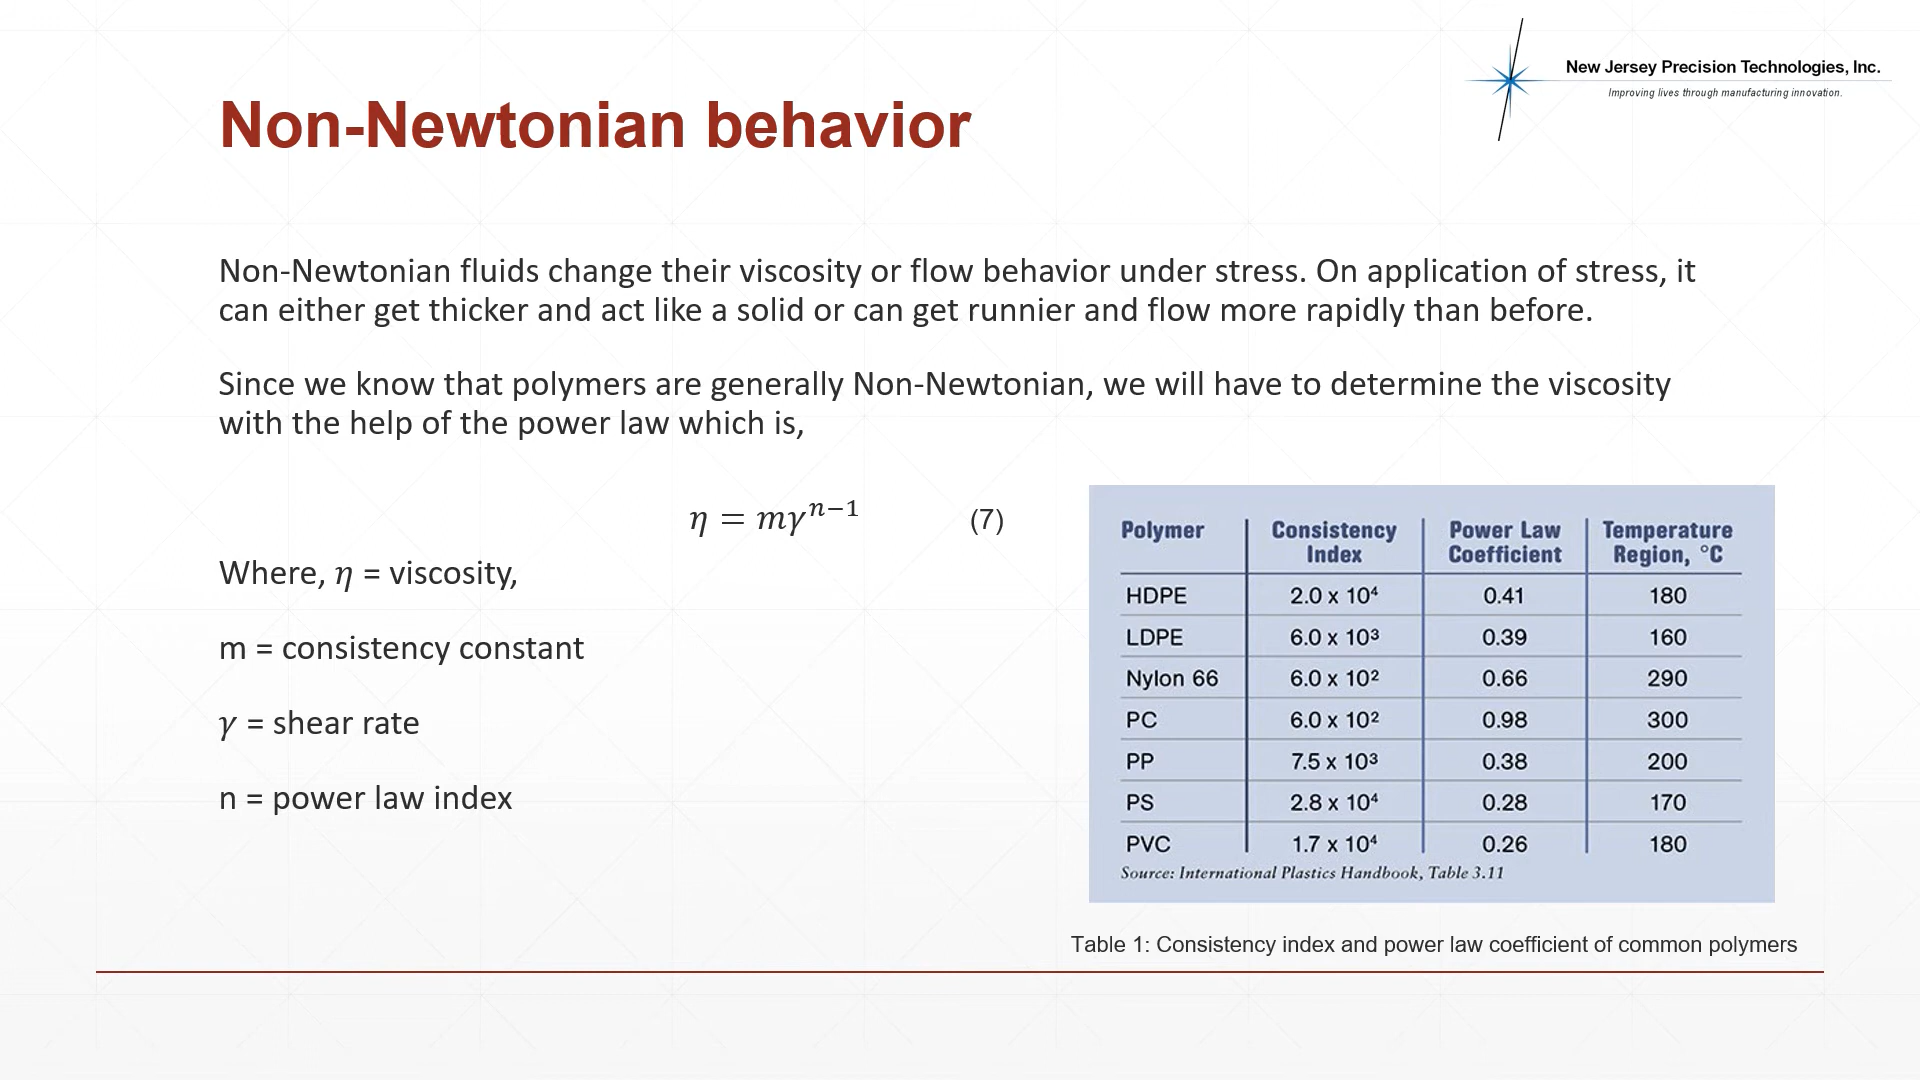 New Jersey Precision Technologies, Inc.
Improving lives through manufacturing innovation.
Non-Newtonian behavior
Non-Newtonian fluids change their viscosity or flow behavior under stress. On application of stress, it
can either get thicker and act like a solid or can get runnier and flow more rapidly than before.
Since we know that polymers are generally Non-Newtonian, we will have to determine the viscosity
with the help of the power law which is,
η = mγⁿ⁻¹ (7)
Where, η = viscosity,
m = consistency constant
γ = shear rate
n = power law index
Polymer Consistency Index Power Law Coefficient Temperature Region, °C
HDPE 2.0 x 10⁴ 0.41 180
LDPE 6.0 x 10³ 0.39 160
Nylon 66 6.0 x 10² 0.66 290
PC 6.0 x 10² 0.98 300
PP 7.5 x 10³ 0.38 200
PS 2.8 x 10⁴ 0.28 170
PVC 1.7 x 10⁴ 0.26 180
Source: International Plastics Handbook, Table 3.11
Table 1: Consistency index and power law coefficient of common polymers